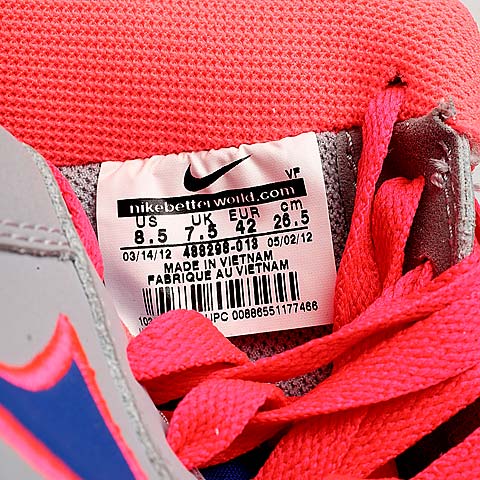 VF
nikebetterworld.com
US UK EUR cm
8.5 7.5 42 26.5
03/14/12 488298-013 05/02/12
MADE IN VIETNAM
FABRIQUE AU VIETNAM
UPC 00886551177466